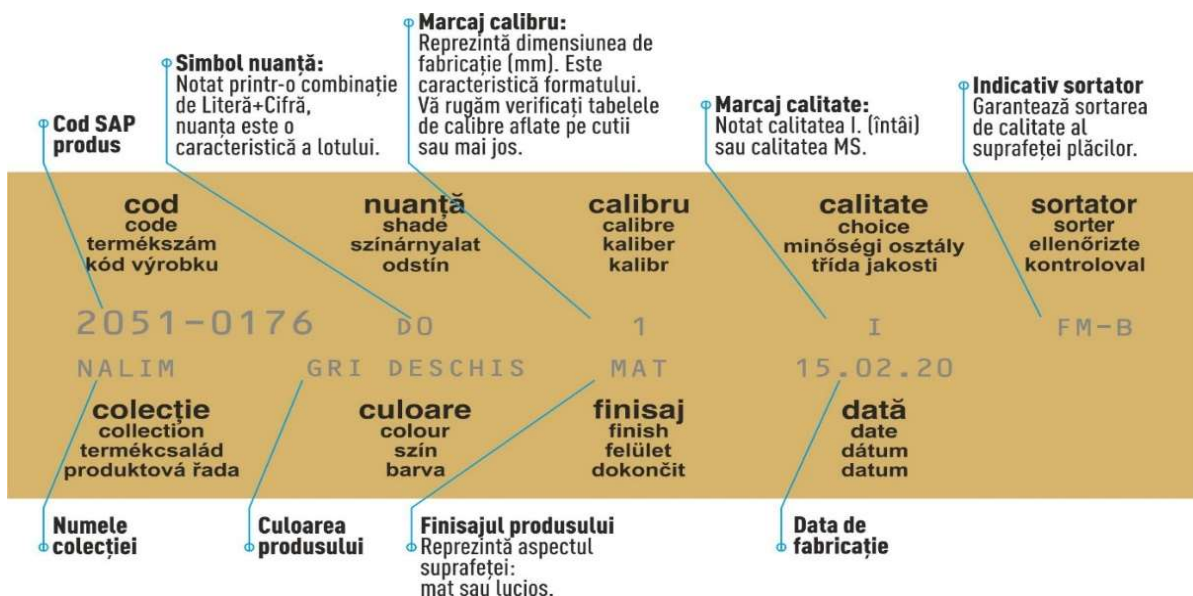 Marcaj calibru:
Reprezintă dimensiunea de
fabricație (mm). Este
caracteristică formatului.
Vă rugăm verificați tabelele
de calibre aflate pe cutii
sau mai jos.
Simbol nuanță:
Notat printr-o combinație
de Literă+Cifră,
nuanța este o
caracteristică a lotului.
Indicativ sortator
Garantează sortarea
de calitate al
suprafeței plăcilor.
Marcaj calitate:
Notat calitatea I. (întâi)
sau calitatea MS.
Cod SAP
produs
cod nuanță calibru calitate sortator
code shade calibre choice sorter
termékszám színárnyalat kaliber minőségi osztály ellenőrizte
kód výrobku odstín kalibr třída jakosti kontroloval
2051-0176 DO 1 I FM-B
NALIM GRI DESCHIS MAT 15.02.20
colecție culoare finisaj dată
collection colour finish date
termékcsalád szín felület dátum
produktová řada barva dokončit datum
Numele
colecției
Culoarea
produsului
Finisajul produsului
Reprezintă aspectul
suprafeței:
mat sau lucios.
Data de
fabricație